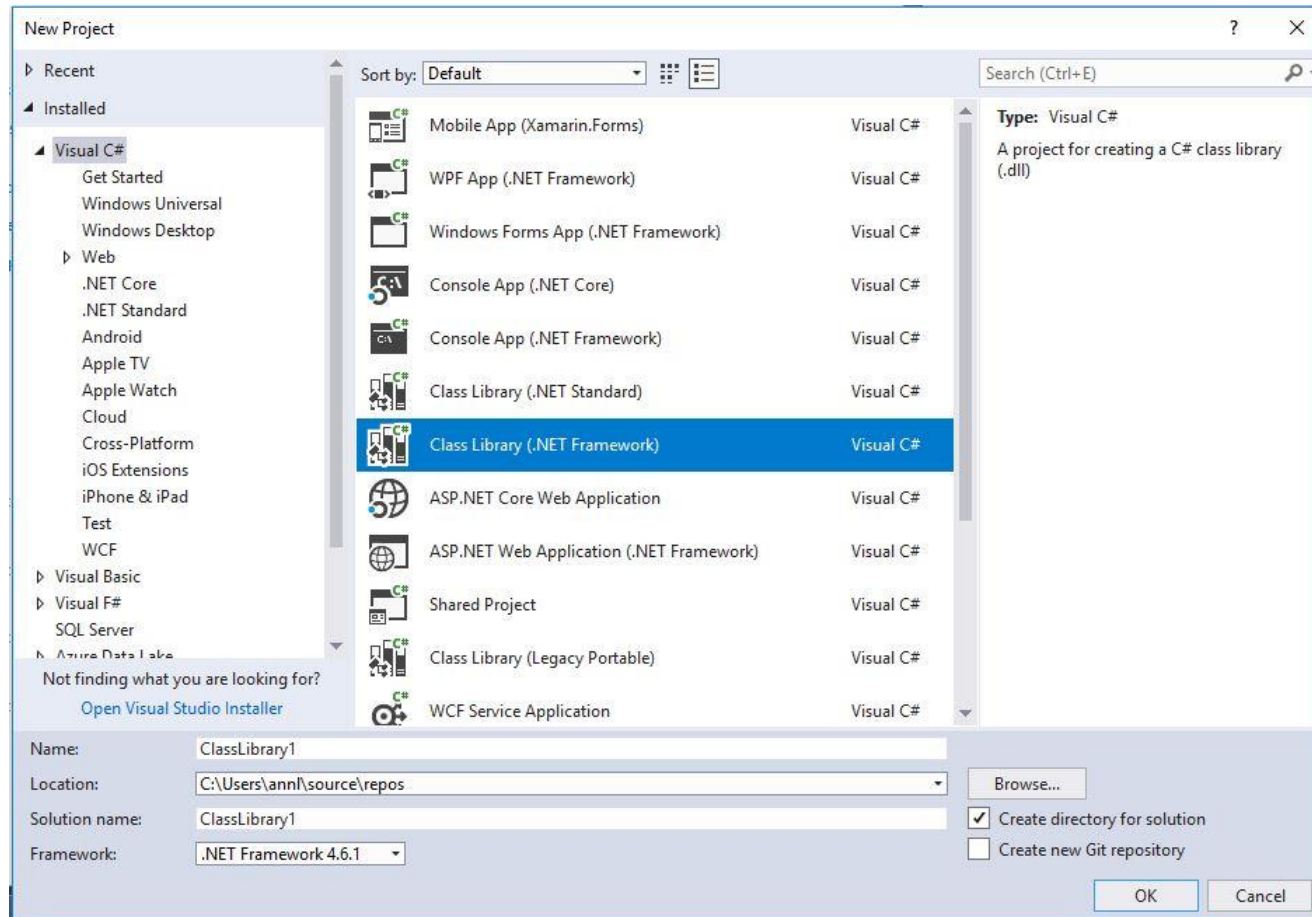 New Project
?
Recent
Installed
Visual C#
Get Started
Windows Universal
Windows Desktop
Web
.NET Core
.NET Standard
Android
Apple TV
Apple Watch
Cloud
Cross-Platform
iOS Extensions
iPhone & iPad
Test
WCF
Visual Basic
Visual F#
SQL Server
Azure Data Lake
Not finding what you are looking for?
Open Visual Studio Installer
Sort by: Default
C# Mobile App (Xamarin.Forms) Visual C#
C# WPF App (.NET Framework) Visual C#
C# Windows Forms App (.NET Framework) Visual C#
C:\ Console App (.NET Core) Visual C#
C# C:\ Console App (.NET Framework) Visual C#
C# Class Library (.NET Standard) Visual C#
C# Class Library (.NET Framework) Visual C#
ASP.NET Core Web Application Visual C#
ASP.NET Web Application (.NET Framework) Visual C#
C# Shared Project Visual C#
C# Class Library (Legacy Portable) Visual C#
C# WCF Service Application Visual C#
Search (Ctrl+E)
Type: Visual C#
A project for creating a C# class library
(.dll)
Name: ClassLibrary1
Location: C:\Users\annl\source\repos Browse...
Solution name: ClassLibrary1 Create directory for solution
Framework: .NET Framework 4.6.1 Create new Git repository
OK Cancel